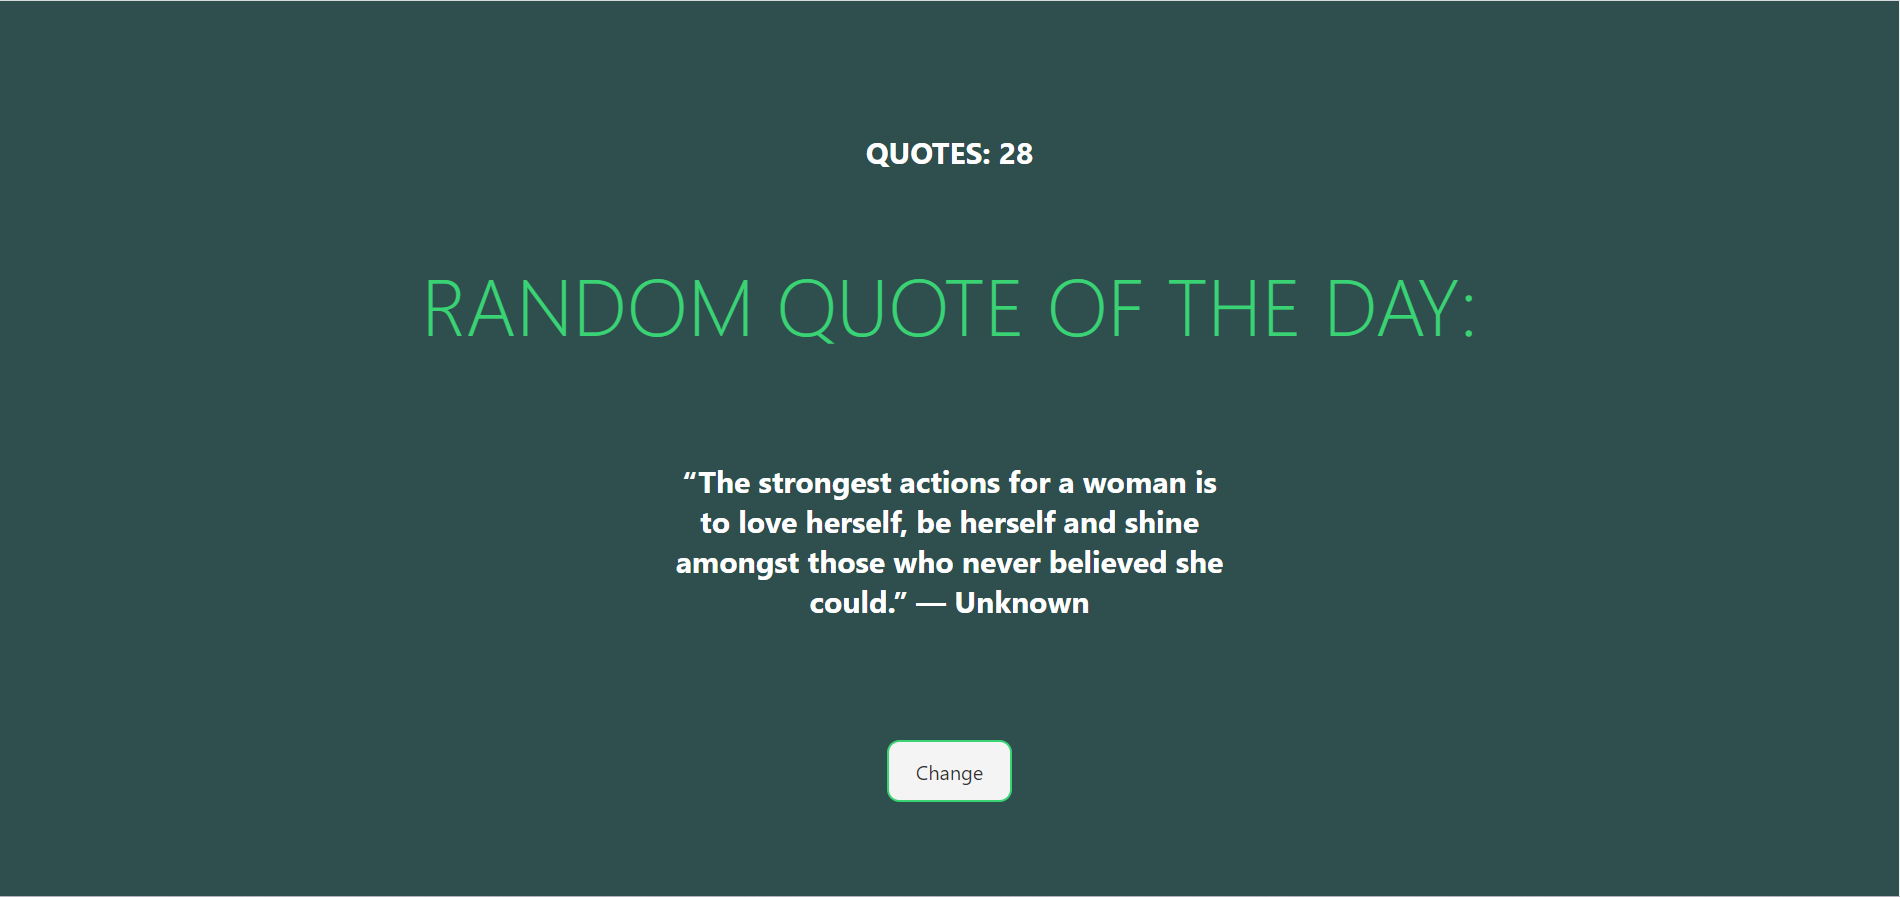 QUOTES: 28
RANDOM QUOTE OF THE DAY:
“The strongest actions for a woman is
to love herself, be herself and shine
amongst those who never believed she
could.” — Unknown
Change